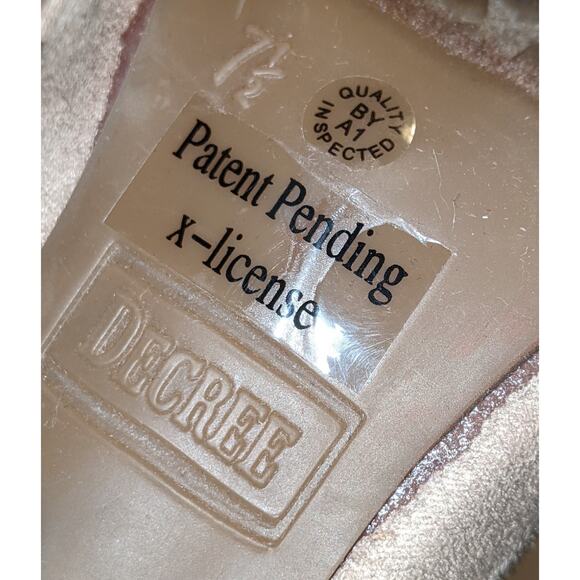 7½
QUALITY
INSPECTED
BY
A1
Patent Pending
x-license
DECREE